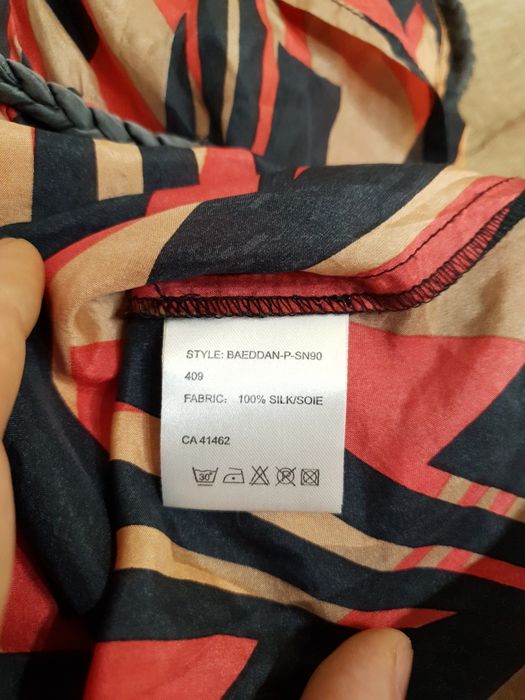 STYLE: BAEDDAN-P-SN90
409
FABRIC: 100% SILK/SOIE
CA 41462
30°